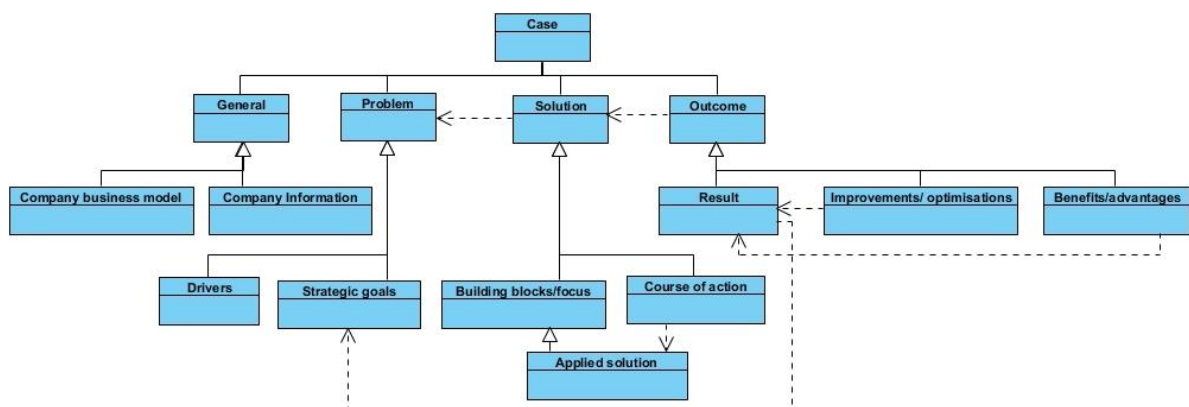 Case
General
Problem
Solution
Outcome
Company business model
Company Information
Result
Improvements/ optimisations
Benefits/advantages
Drivers
Strategic goals
Building blocks/focus
Course of action
Applied solution